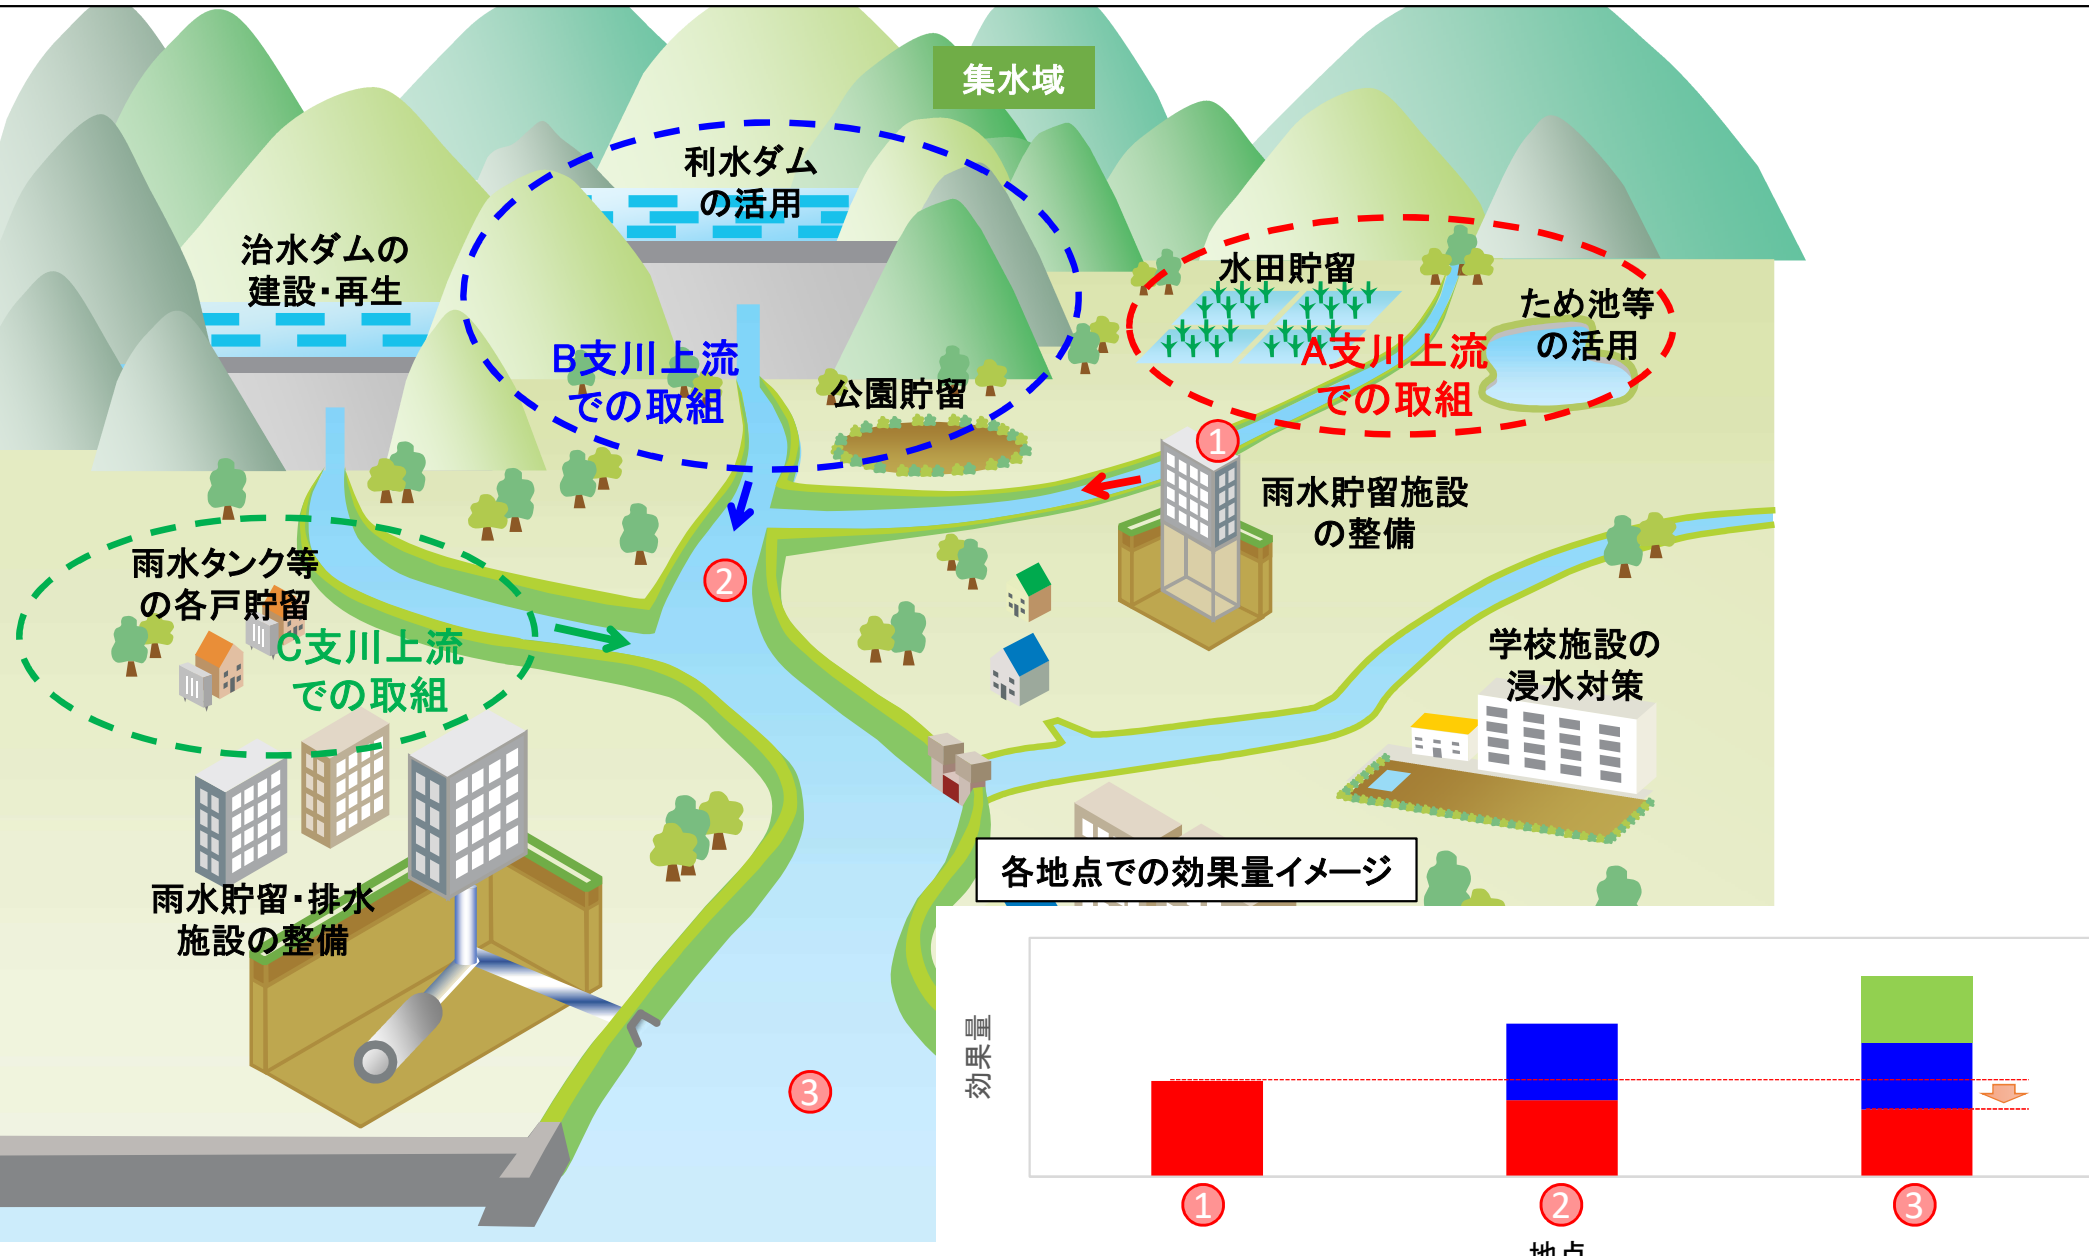 集水域
利水ダム
の活用
治水ダムの
建設・再生
水田貯留
ため池等
の活用
A支川上流
での取組
B支川上流
での取組
公園貯留
①
雨水貯留施設
の整備
雨水タンク等
の各戸貯留
②
C支川上流
での取組
学校施設の
浸水対策
各地点での効果量イメージ
雨水貯留・排水
施設の整備
③
効果量
①
②
③
地点